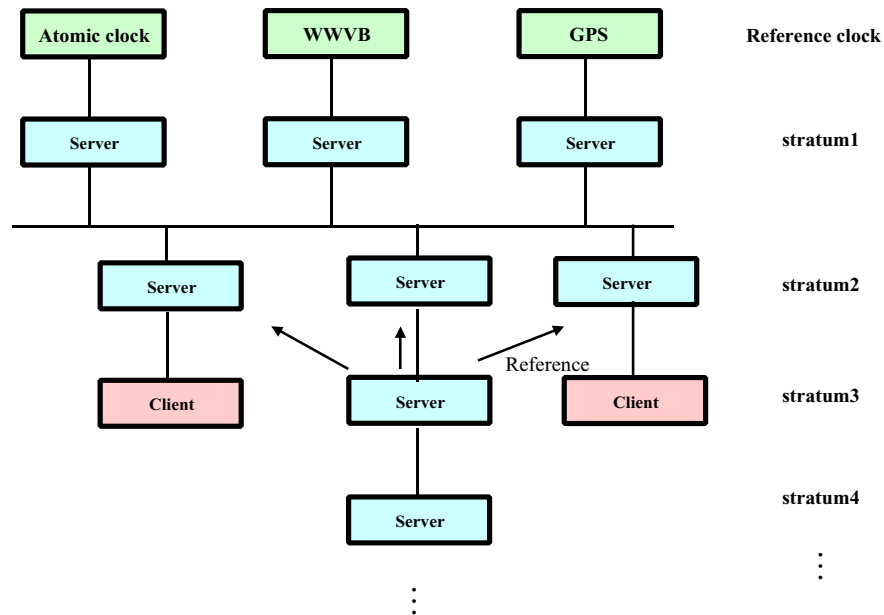 Atomic clock WWVB GPS Reference clock
Server Server Server stratum1
Server Server Server stratum2
Reference
Client Server Client stratum3
Server stratum4
⋮
⋮